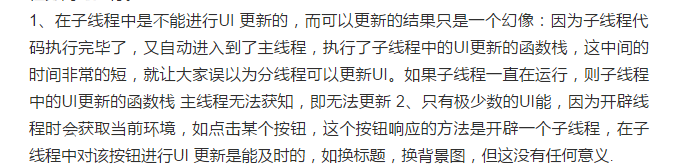 1、在子线程中是不能进行UI 更新的，而可以更新的结果只是一个幻像：因为子线程代
码执行完毕了，又自动进入到了主线程，执行了子线程中的UI更新的函数栈，这中间的
时间非常的短，就让大家误以为分线程可以更新UI。如果子线程一直在运行，则子线程
中的UI更新的函数栈 主线程无法获知，即无法更新 2、只有极少数的UI能，因为开辟线
程时会获取当前环境，如点击某个按钮，这个按钮响应的方法是开辟一个子线程，在子
线程中对该按钮进行UI 更新是能及时的，如换标题，换背景图，但这没有任何意义.